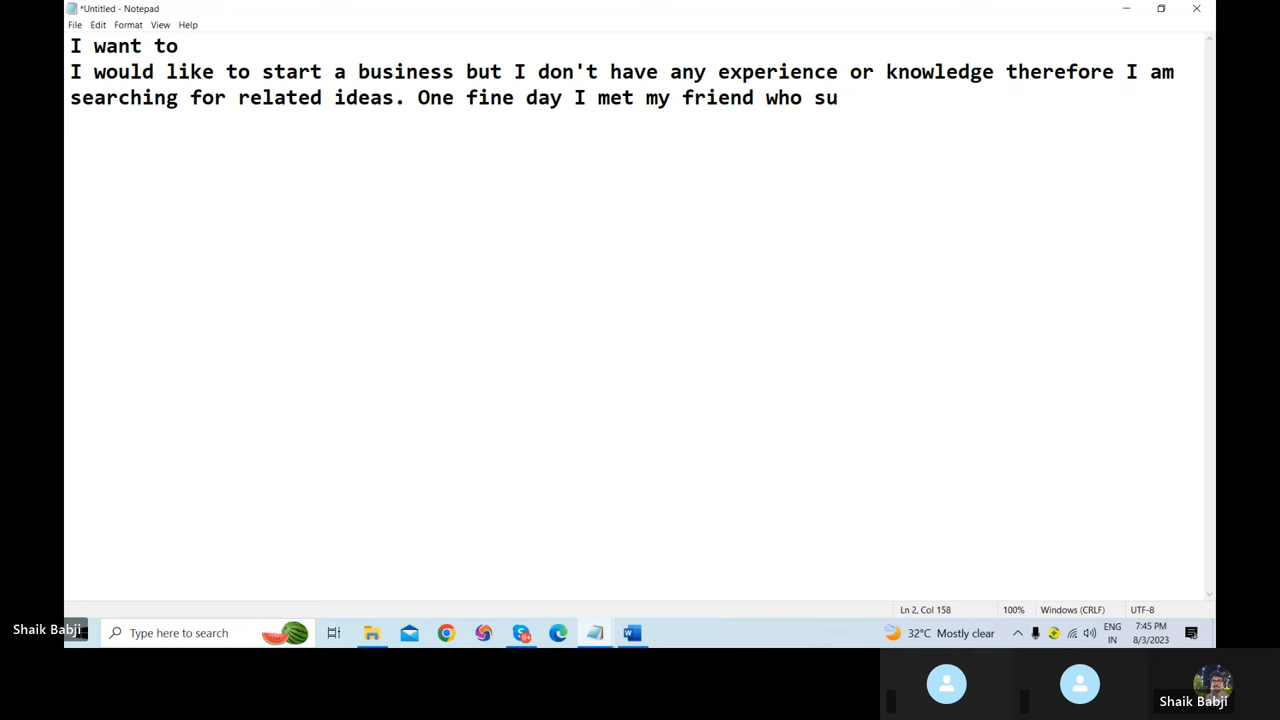 *Untitled - Notepad
File Edit Format View Help
I want to
I would like to start a business but I don't have any experience or knowledge therefore I am
searching for related ideas. One fine day I met my friend who su
Ln 2, Col 158 100% Windows (CRLF) UTF-8
Shaik Babji
Type here to search
9+
32°C Mostly clear
ENG
IN
7:45 PM
8/3/2023
Shaik Babji